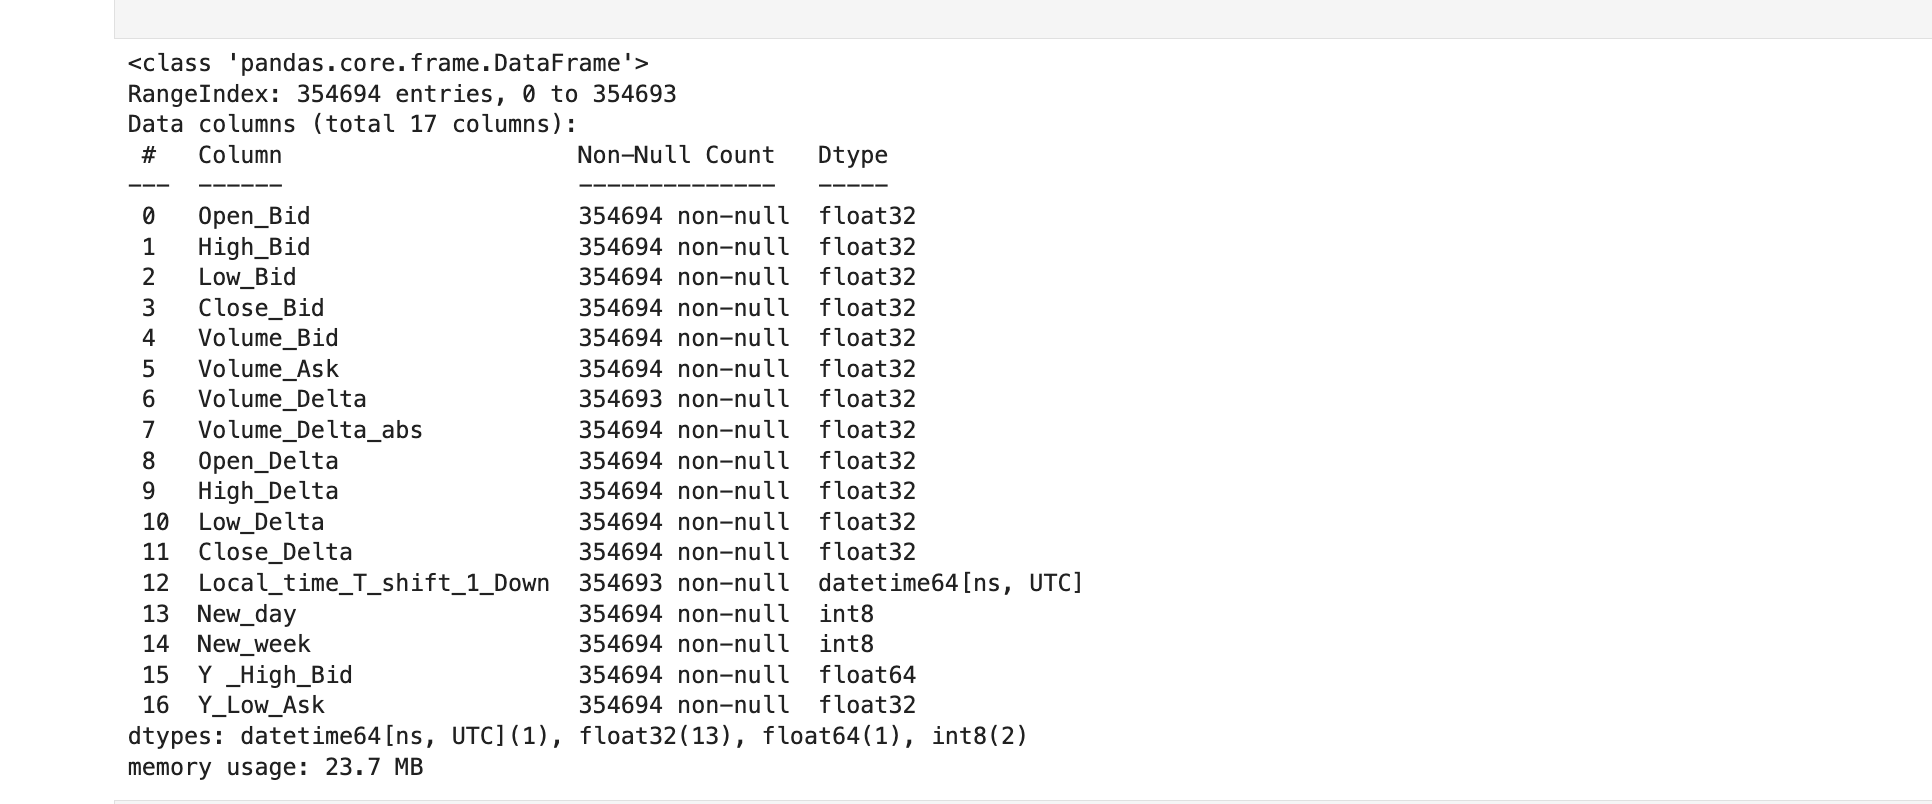 <class 'pandas.core.frame.DataFrame'>
RangeIndex: 354694 entries, 0 to 354693
Data columns (total 17 columns):
 #   Column                     Non-Null Count   Dtype
---  ------                     --------------   -----
 0   Open_Bid                   354694 non-null  float32
 1   High_Bid                   354694 non-null  float32
 2   Low_Bid                    354694 non-null  float32
 3   Close_Bid                  354694 non-null  float32
 4   Volume_Bid                 354694 non-null  float32
 5   Volume_Ask                 354694 non-null  float32
 6   Volume_Delta               354693 non-null  float32
 7   Volume_Delta_abs           354694 non-null  float32
 8   Open_Delta                 354694 non-null  float32
 9   High_Delta                 354694 non-null  float32
 10  Low_Delta                  354694 non-null  float32
 11  Close_Delta                354694 non-null  float32
 12  Local_time_T_shift_1_Down  354693 non-null  datetime64[ns, UTC]
 13  New_day                    354694 non-null  int8
 14  New_week                   354694 non-null  int8
 15  Y _High_Bid                354694 non-null  float64
 16  Y_Low_Ask                  354694 non-null  float32
dtypes: datetime64[ns, UTC](1), float32(13), float64(1), int8(2)
memory usage: 23.7 MB